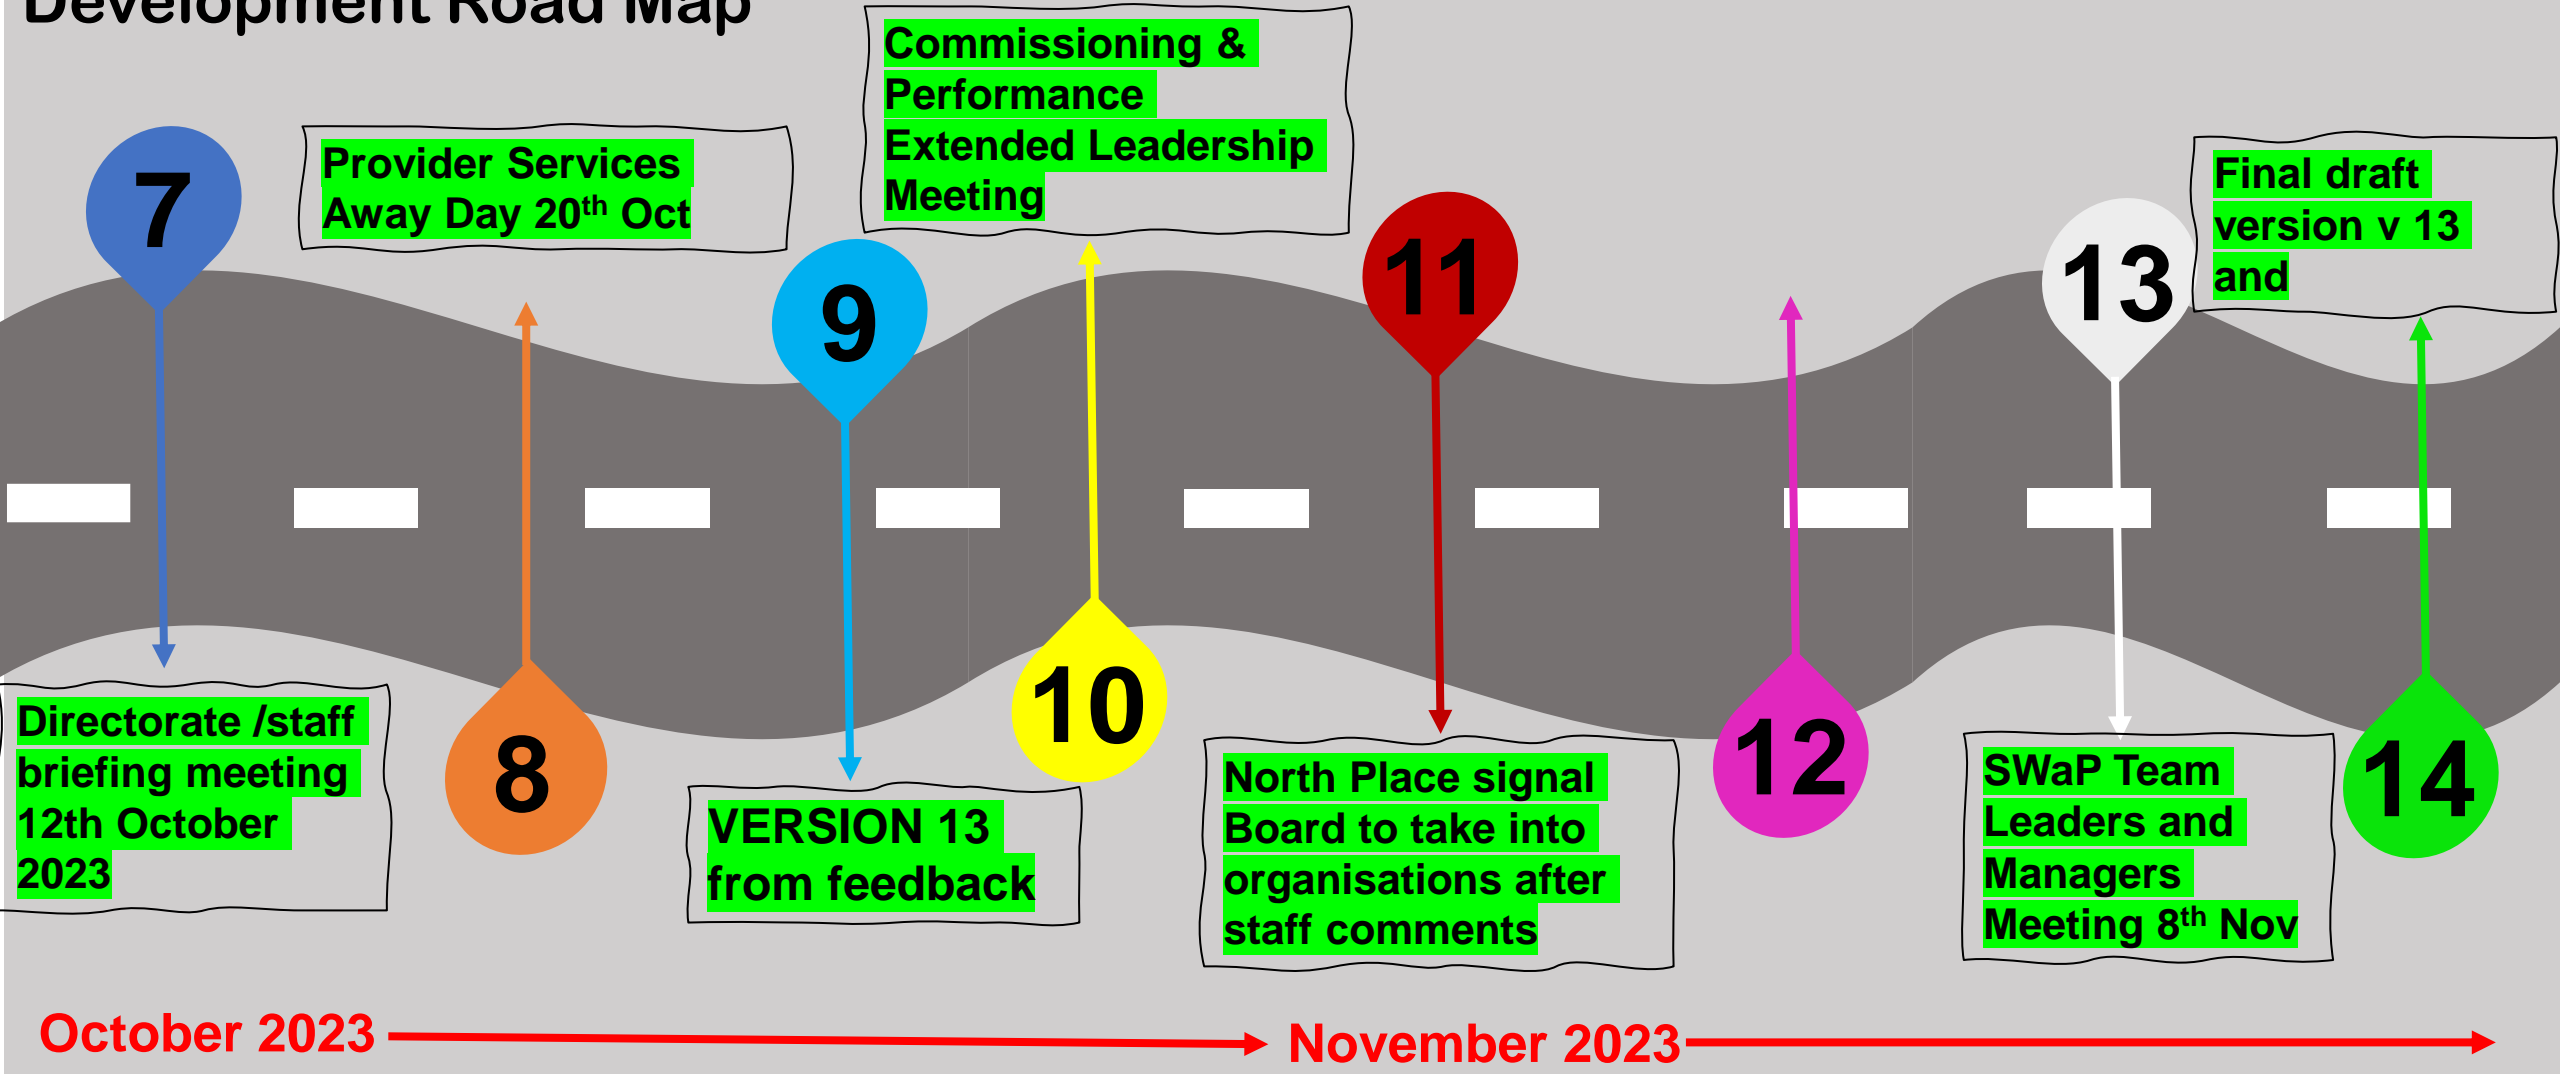 Development Road Map
7
Provider Services
Away Day 20th Oct
Commissioning &
Performance
Extended Leadership
Meeting
9
11
13
Final draft
version v 13
and
Directorate /staff
briefing meeting
12th October
2023
8
VERSION 13
from feedback
10
North Place signal
Board to take into
organisations after
staff comments
12
SWaP Team
Leaders and
Managers
Meeting 8th Nov
14
October 2023
November 2023